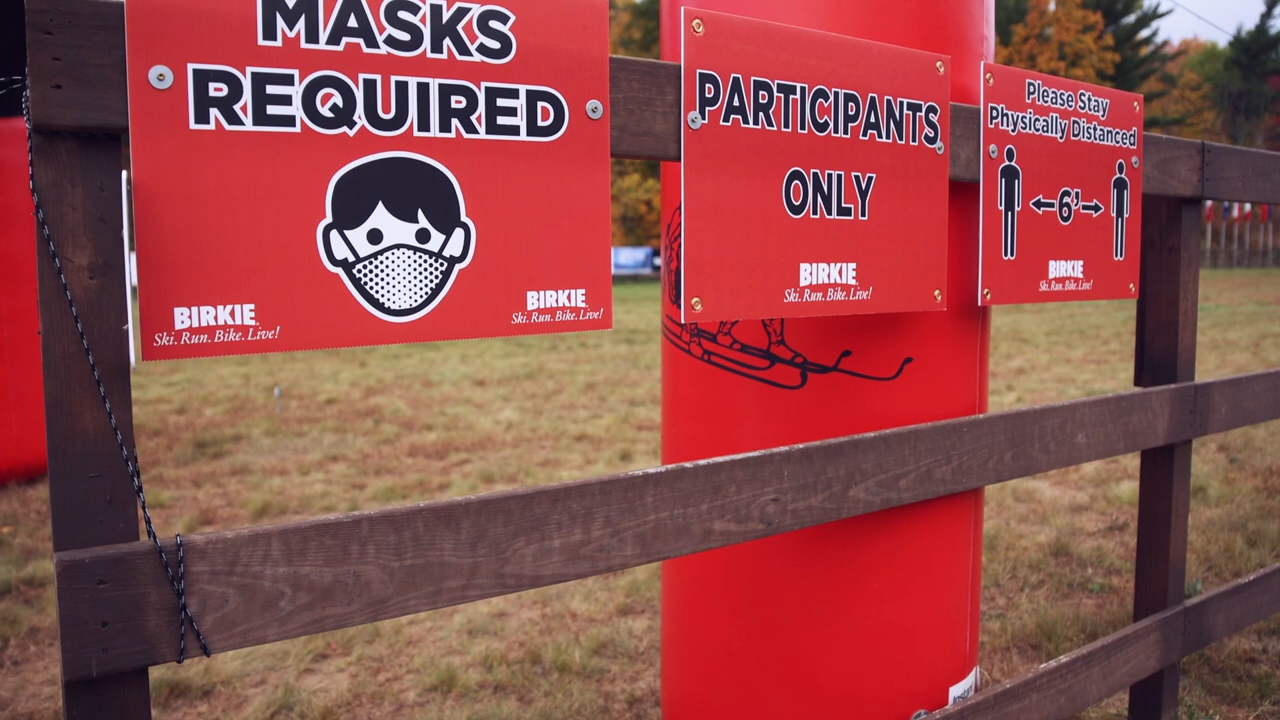 MASKS
REQUIRED
BIRKIE
Ski. Run. Bike. Live!
BIRKIE
Ski. Run. Bike. Live!
PARTICIPANTS
ONLY
BIRKIE
Ski. Run. Bike. Live!
Please Stay
Physically Distanced
6'
BIRKIE
Ski. Run. Bike. Live!